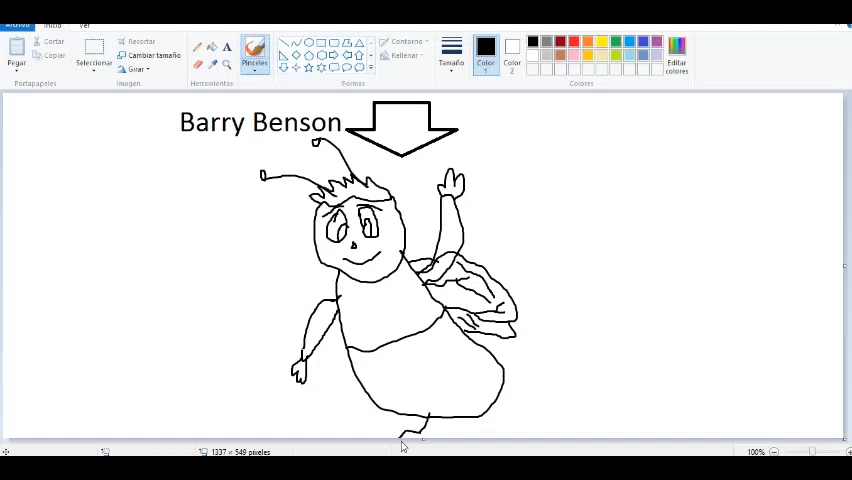 Archivo Inicio Ver
Pegar
Cortar
Copiar
Portapapeles
Seleccionar
Recortar
Cambiar tamaño
Girar
Imagen
A
Herramientas
Pinceles
Contorno
Rellenar
Formas
Tamaño
Color 1
Color 2
Editar colores
Colores
Barry Benson
1337 × 549 píxeles
100%